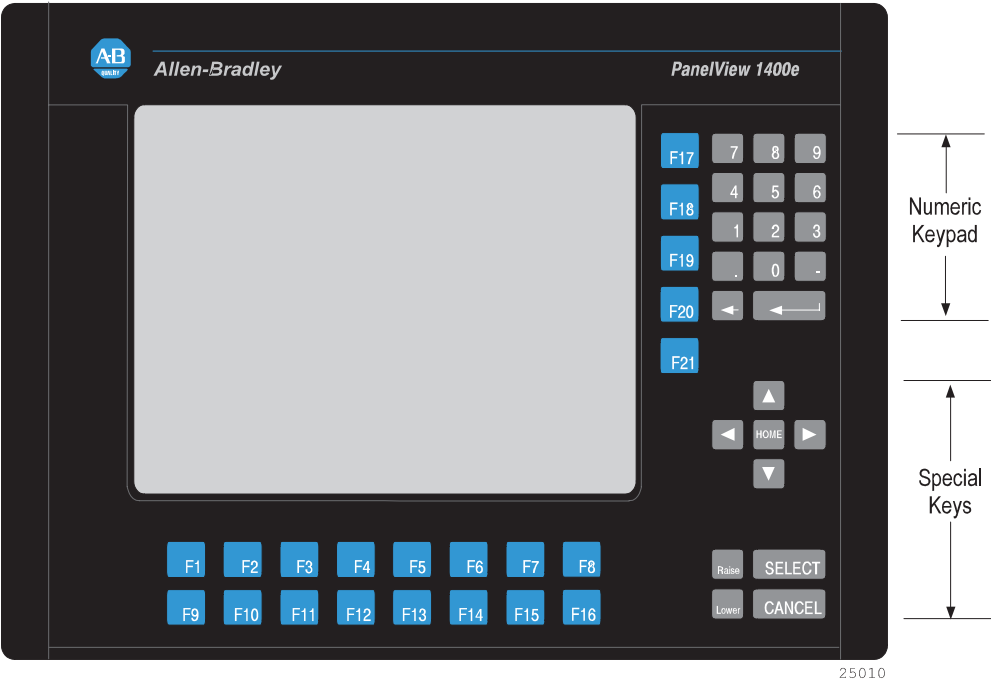 A-B
QUALITY
Allen-Bradley
PanelView 1400e
F17
7 8 9
F18
4 5 6
F19
1 2 3
F20
. 0 -
F21
HOME
Numeric
Keypad
Special
Keys
F1 F2 F3 F4 F5 F6 F7 F8
F9 F10 F11 F12 F13 F14 F15 F16
Raise SELECT
Lower CANCEL
25010